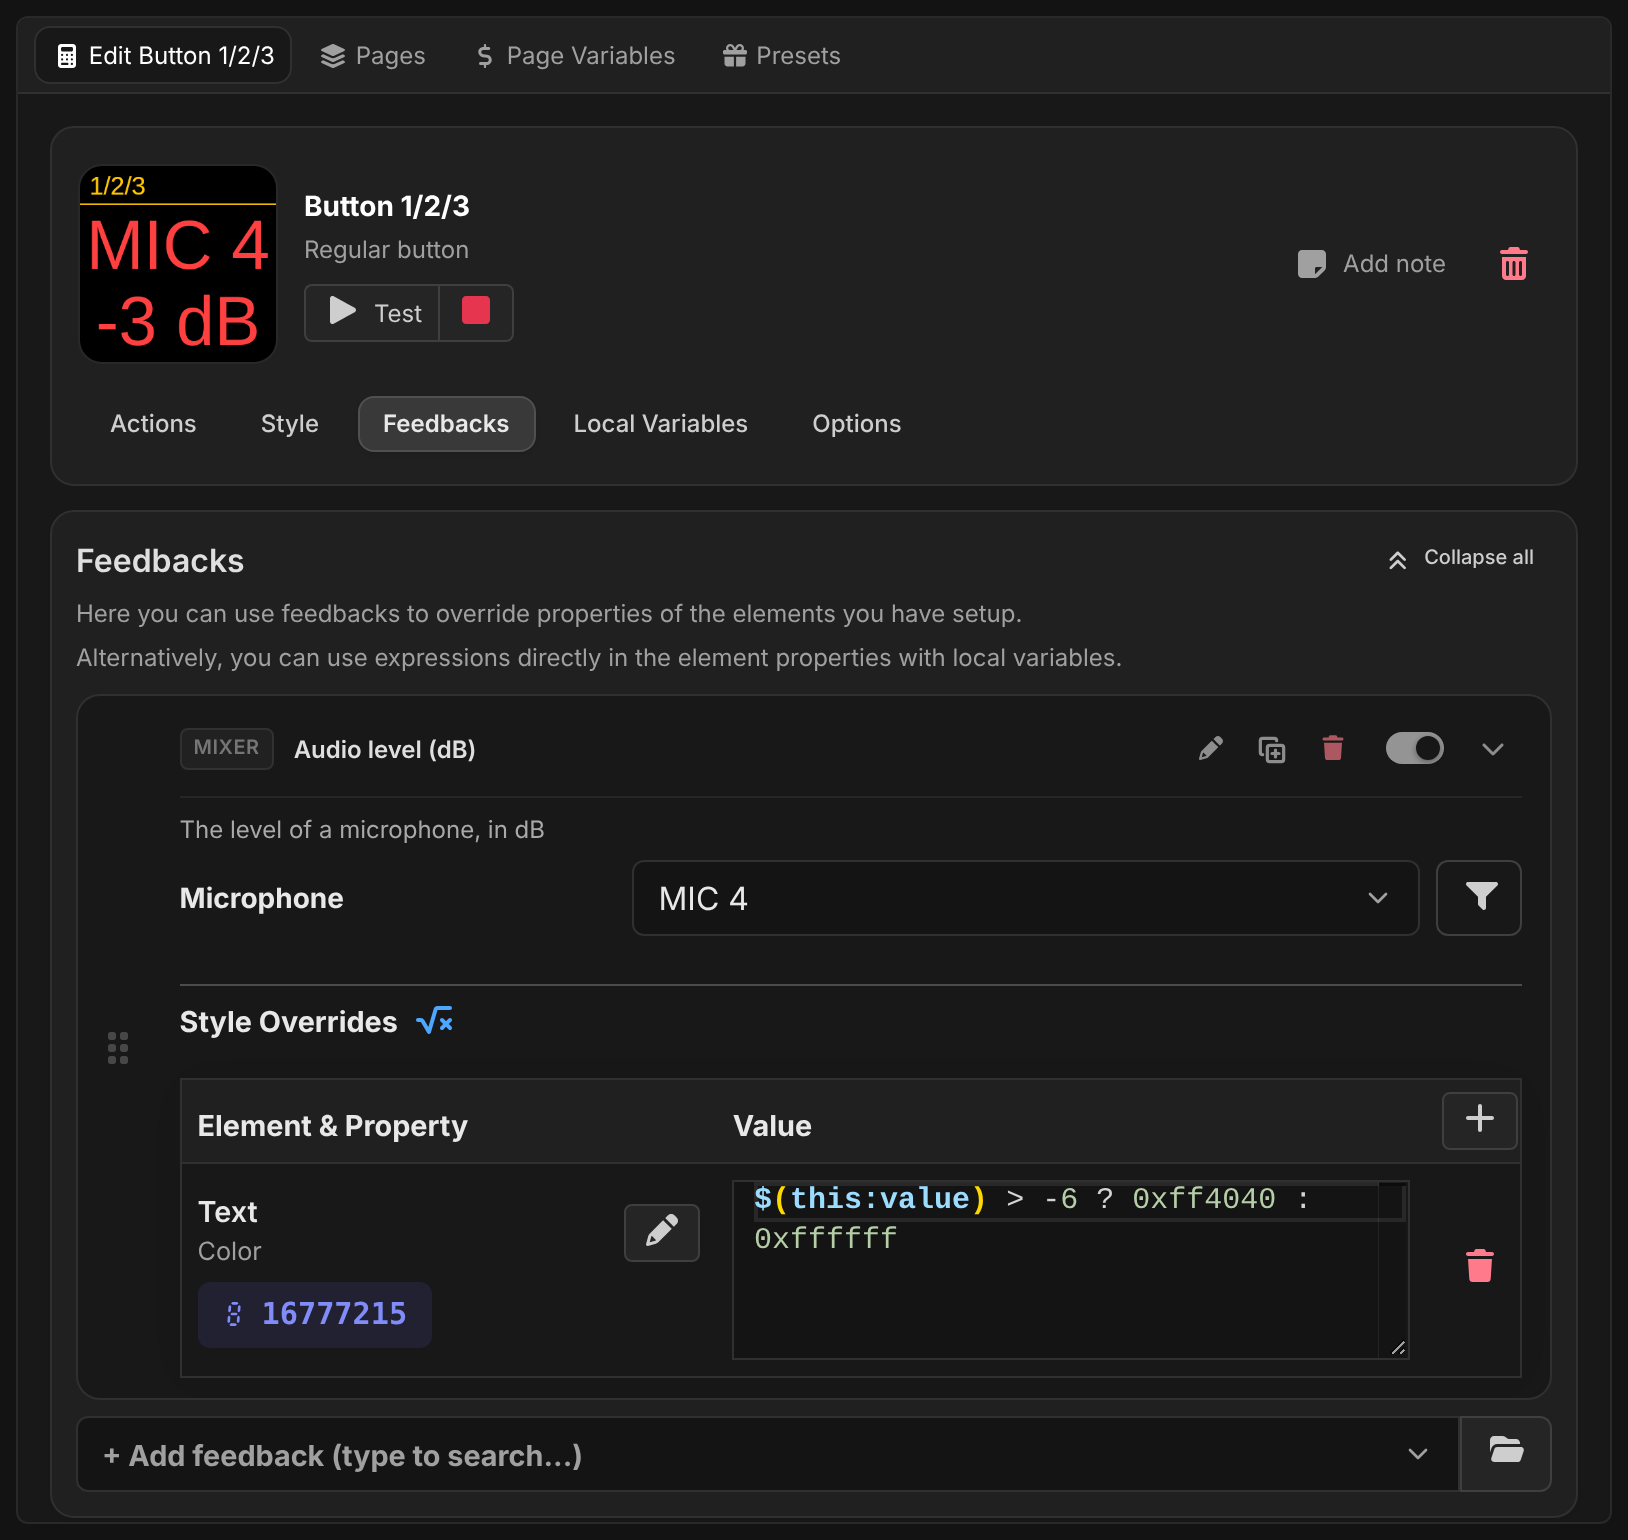 Edit Button 1/2/3
Pages
$ Page Variables
Presets
1/2/3
MIC 4
-3 dB
Button 1/2/3
Regular button
Test
Add note
Actions
Style
Feedbacks
Local Variables
Options
Feedbacks
Collapse all
Here you can use feedbacks to override properties of the elements you have setup.
Alternatively, you can use expressions directly in the element properties with local variables.
MIXER
Audio level (dB)
The level of a microphone, in dB
Microphone
MIC 4
Style Overrides
Element & Property
Value
Text
Color
16777215
$(this:value) > -6 ? 0xff4040 :
0xffffff
+ Add feedback (type to search...)